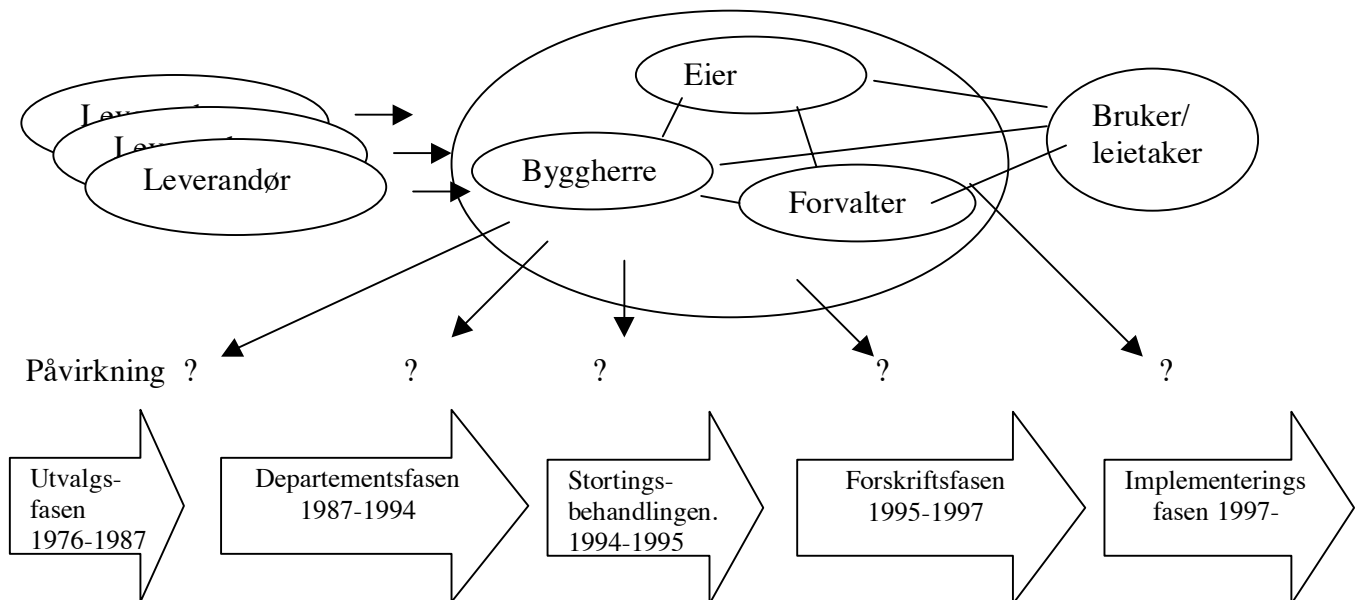 Eier
Bruker/
leietaker
Leverandør
Byggherre
Forvalter
Påvirkning ?
?
?
?
?
Utvalgs-
fasen
1976-1987
Departementsfasen
1987-1994
Stortings-
behandlingen.
1994-1995
Forskriftsfasen
1995-1997
Implementerings
fasen 1997-